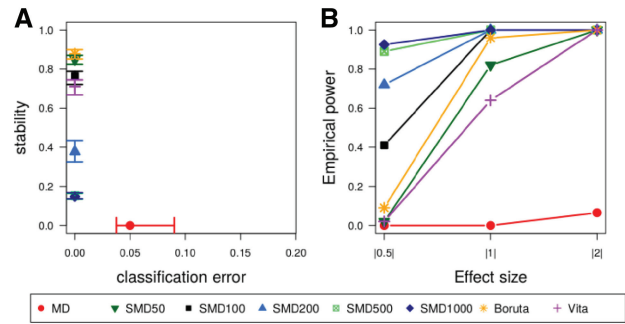 A
B
stability
1.0
0.8
0.6
0.4
0.2
0.0
0.00 0.05 0.10 0.15 0.20
classification error
Empirical power
1.0
0.8
0.6
0.4
0.2
0.0
|0.5| |1| |2|
Effect size
MD SMD50 SMD100 SMD200 SMD500 SMD1000 Boruta Vita